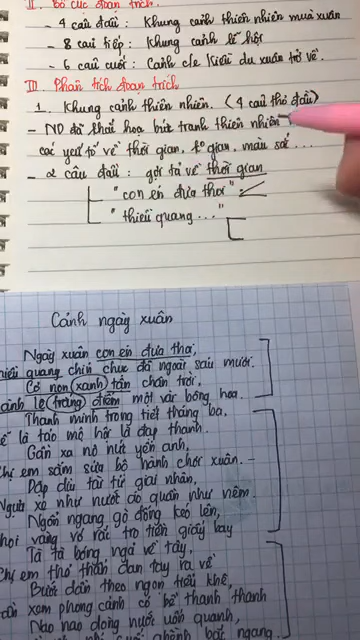 II. Bố cục đoạn trích.
- 4 câu đầu: Khung cảnh thiên nhiên mùa xuân
- 8 câu tiếp: Khung cảnh lễ hội
- 6 câu cuối: Cảnh c/e Kiều du xuân trở về.
III. Phân tích đoạn trích
1. Khung cảnh thiên nhiên. (4 câu thơ đầu)
- ND đã khắc họa bức tranh thiên nhiên
các yếu tố về thời gian, ko gian, màu sắc...
- 2 câu đầu: gợi tả về thời gian
"con én đưa thoi"
"thiều quang..."
Cảnh ngày xuân
Ngày xuân con én đưa thoi,
thiều quang chín chục đã ngoài sáu mươi.
Cỏ non (xanh) tận chân trời,
cành lê (trắng) điểm một vài bông hoa.
Thanh minh trong tiết tháng ba,
lễ là tảo mộ hội là đạp thanh.
Gần xa nô nức yến anh,
chị em sắm sửa bộ hành chơi xuân.
Dập dìu tài tử giai nhân,
Ngựa xe như nước áo quần như nêm.
Ngổn ngang gò đống kéo lên,
thoi vàng vó rắc tro tiền giấy bay
Tà tà bóng ngả về tây,
chị em thơ thẩn dan tay ra về
Bước dần theo ngọn tiểu khê,
lần xem phong cảnh có bề thanh thanh
Nao nao dòng nước uốn quanh,
ghềnh bắc ngang